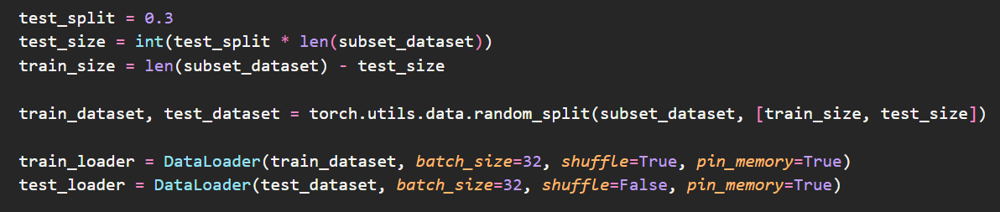 test_split = 0.3
test_size = int(test_split * len(subset_dataset))
train_size = len(subset_dataset) - test_size
train_dataset, test_dataset = torch.utils.data.random_split(subset_dataset, [train_size, test_size])
train_loader = DataLoader(train_dataset, batch_size=32, shuffle=True, pin_memory=True)
test_loader = DataLoader(test_dataset, batch_size=32, shuffle=False, pin_memory=True)